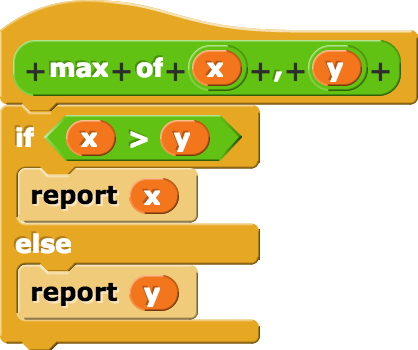 + max + of + x + , + y +
if x > y
report x
else
report y